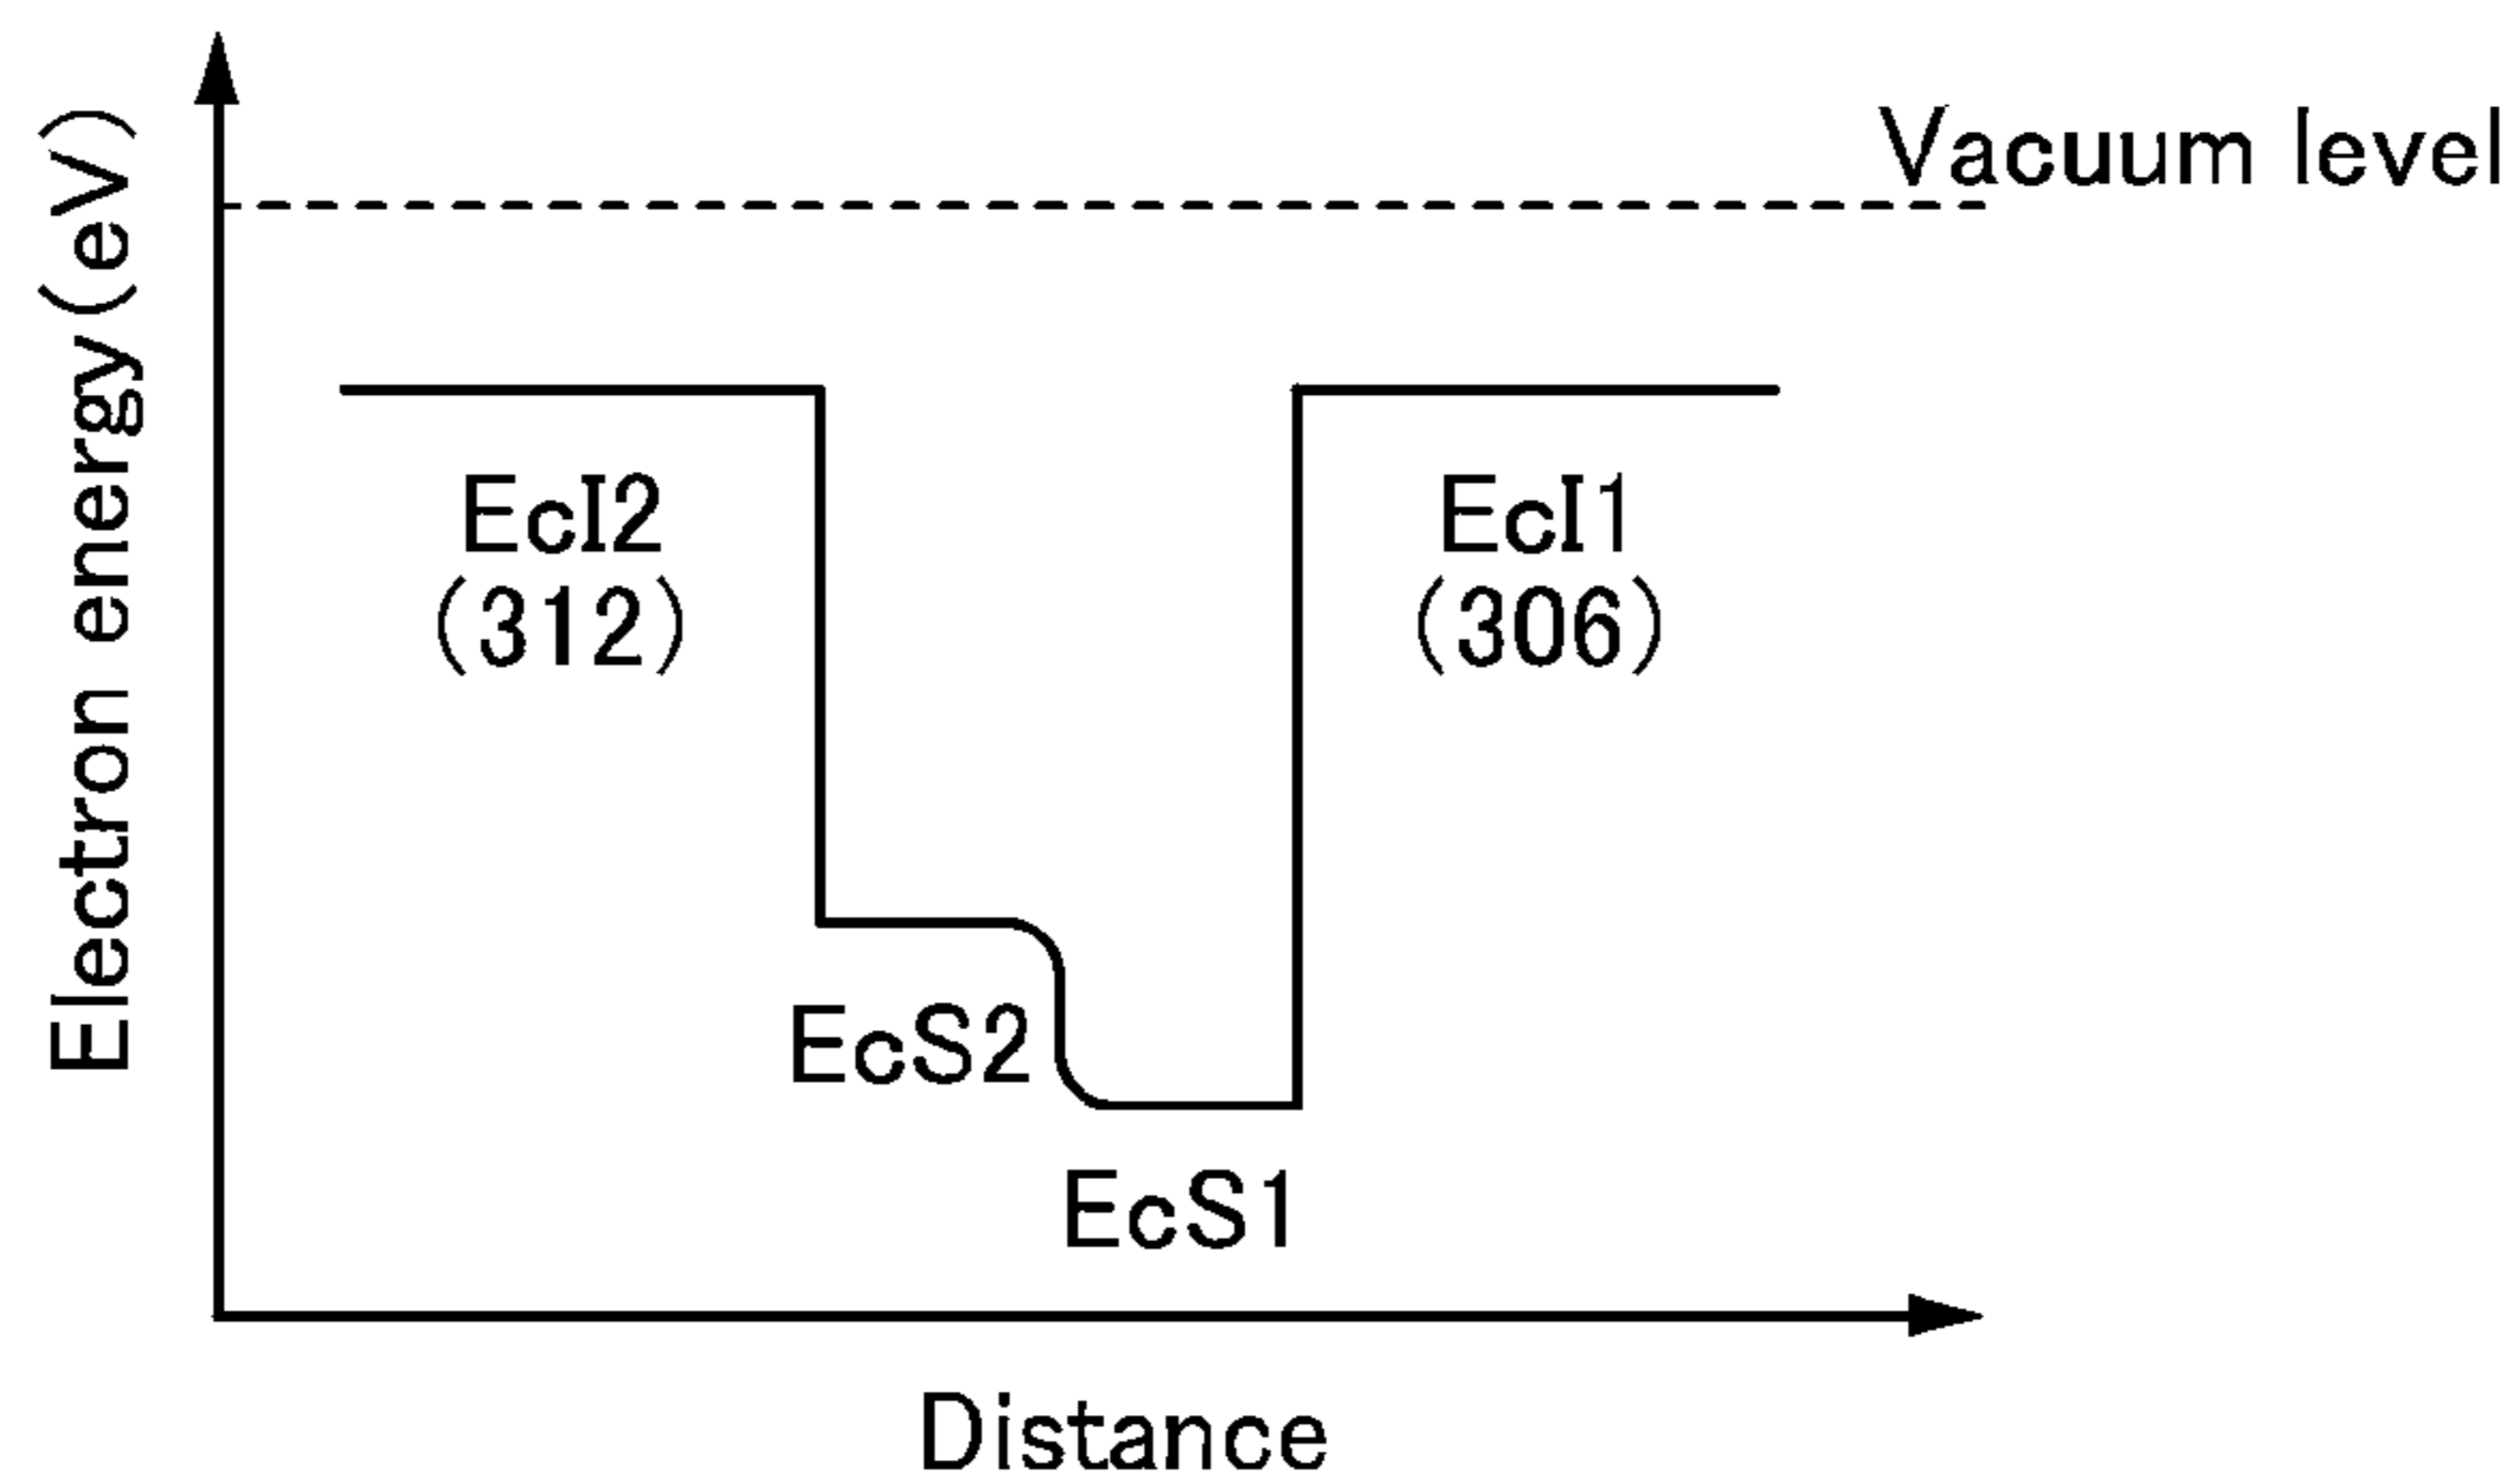 Electron energy(eV)
Vacuum level
EcI2
(312)
EcI1
(306)
EcS2
EcS1
Distance